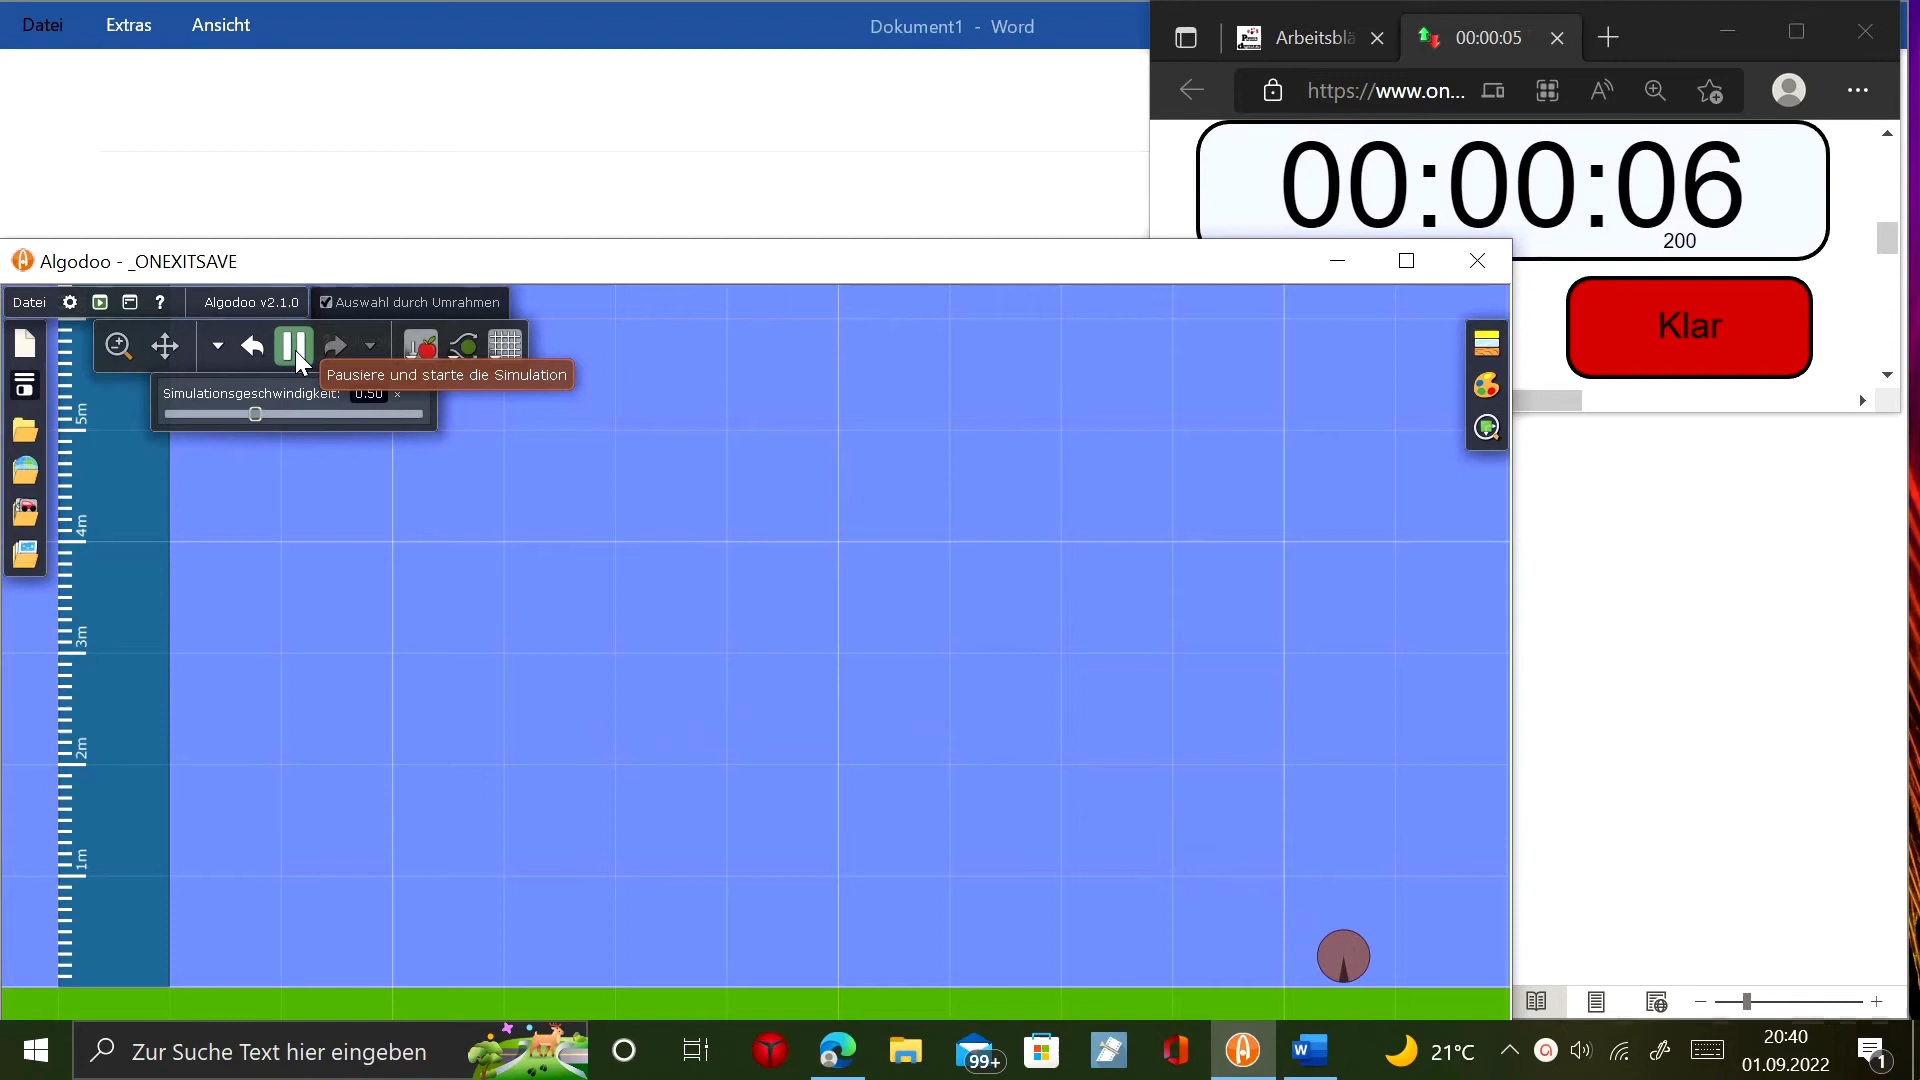 Datei Extras Ansicht Dokument1 - Word
Arbeitsblä 00:00:05
https://www.on...
00:00:06
200
Klar
Algodoo - _ONEXITSAVE
Datei ? Algodoo v2.1.0 Auswahl durch Umrahmen
Pausiere und starte die Simulation
Simulationsgeschwindigkeit: 0.50 ×
5m
4m
3m
2m
1m
Zur Suche Text hier eingeben
99+
21°C
20:40
01.09.2022
1